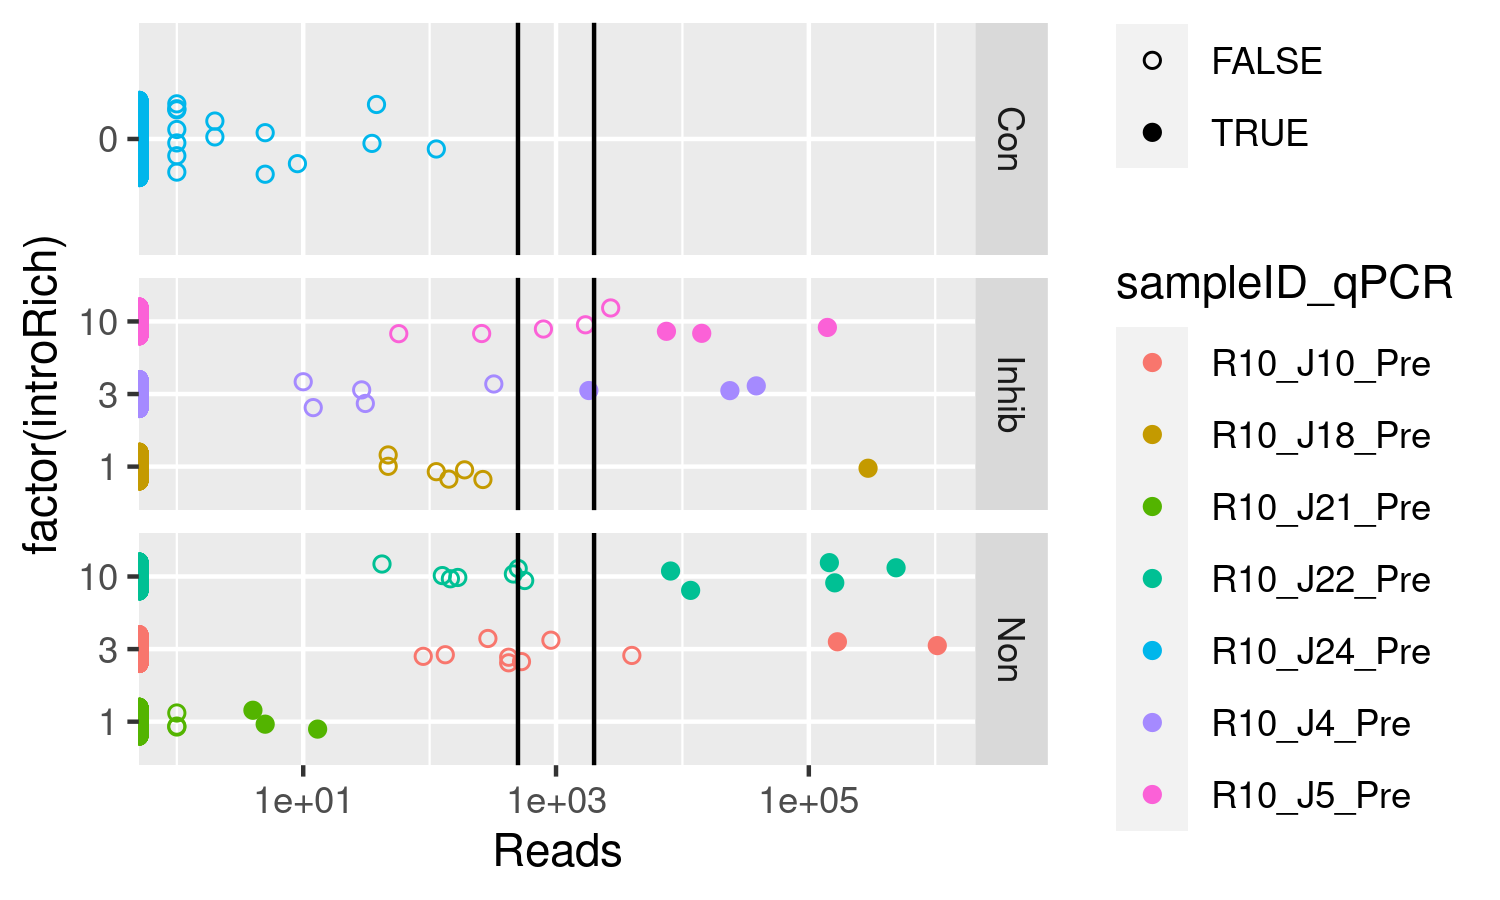 factor(introRich)
0
Con
10
3
1
Inhib
10
3
1
Non
1e+01
1e+03
1e+05
Reads
FALSE
TRUE
sampleID_qPCR
R10_J10_Pre
R10_J18_Pre
R10_J21_Pre
R10_J22_Pre
R10_J24_Pre
R10_J4_Pre
R10_J5_Pre